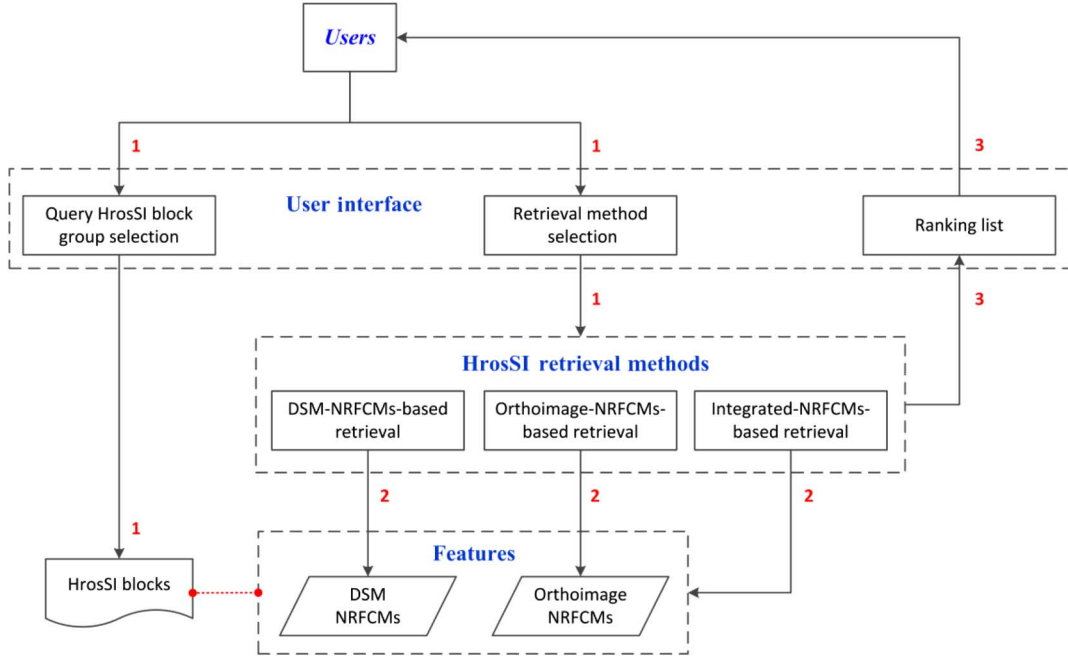 Users
1
1
3
User interface
Query HrosSI block
group selection
Retrieval method
selection
Ranking list
1
3
HrosSI retrieval methods
DSM-NRFCMs-based
retrieval
Orthoimage-NRFCMs-
based retrieval
Integrated-NRFCMs-
based retrieval
2
2
2
1
Features
HrosSI blocks
DSM
NRFCMs
Orthoimage
NRFCMs